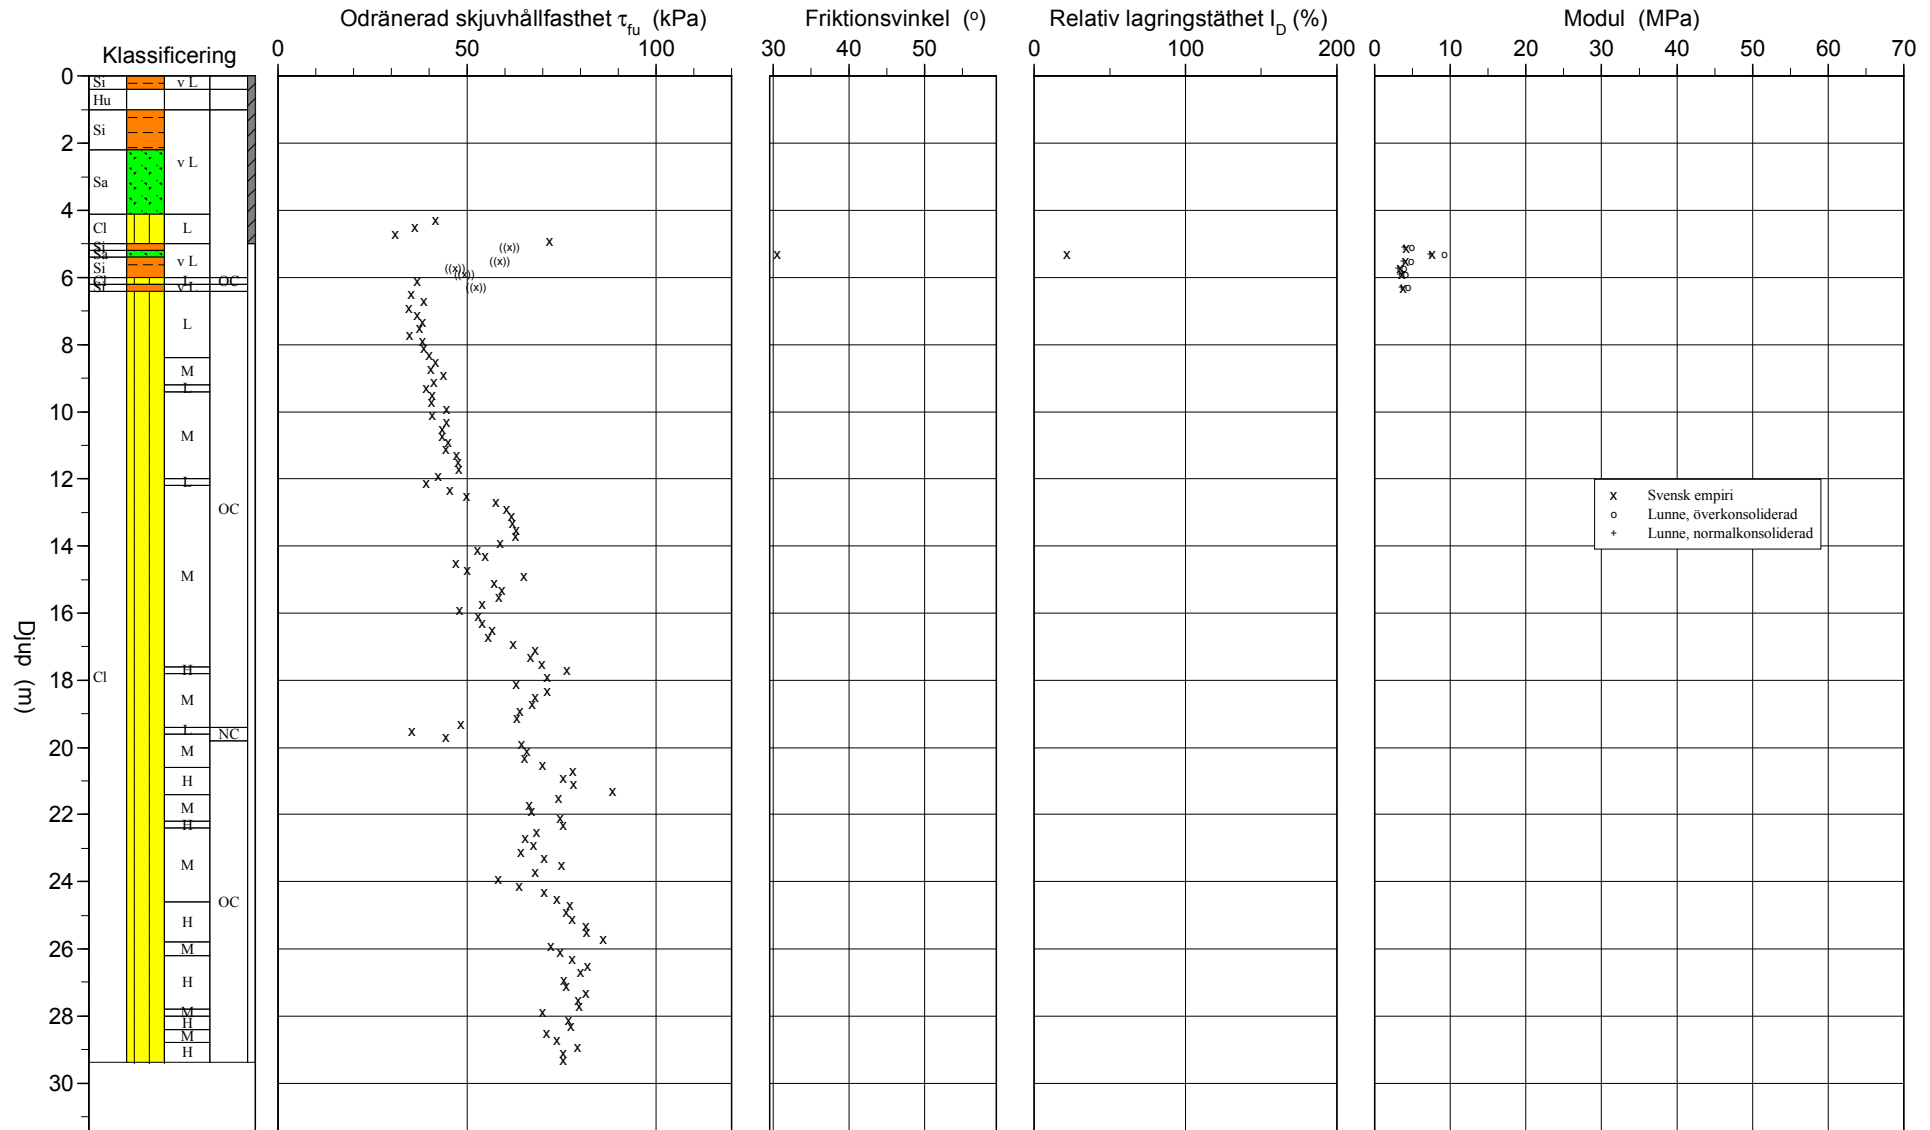 Odränerad skjuvhållfasthet τfu (kPa) Friktionsvinkel (o) Relativ lagringstäthet ID (%) Modul (MPa)
Klassificering
0 50 100 30 40 50 0 100 200 0 10 20 30 40 50 60 70
0
Si v L
Hu
Si
2
v L
Sa
4
Cl L
Si
Sa v L
Si
6
Cl L OC
Si v L
L
8
M
L
10
M
12
L
OC
14
M
16
H
18
Cl
M
L NC
20
M
H
22
M
H
M
24
OC
H
26
M
H
28
M
H
M
H
30
Djup (m)
((x))
((x))
((x))
((x))
((x))
x Svensk empiri
o Lunne, överkonsoliderad
+ Lunne, normalkonsoliderad